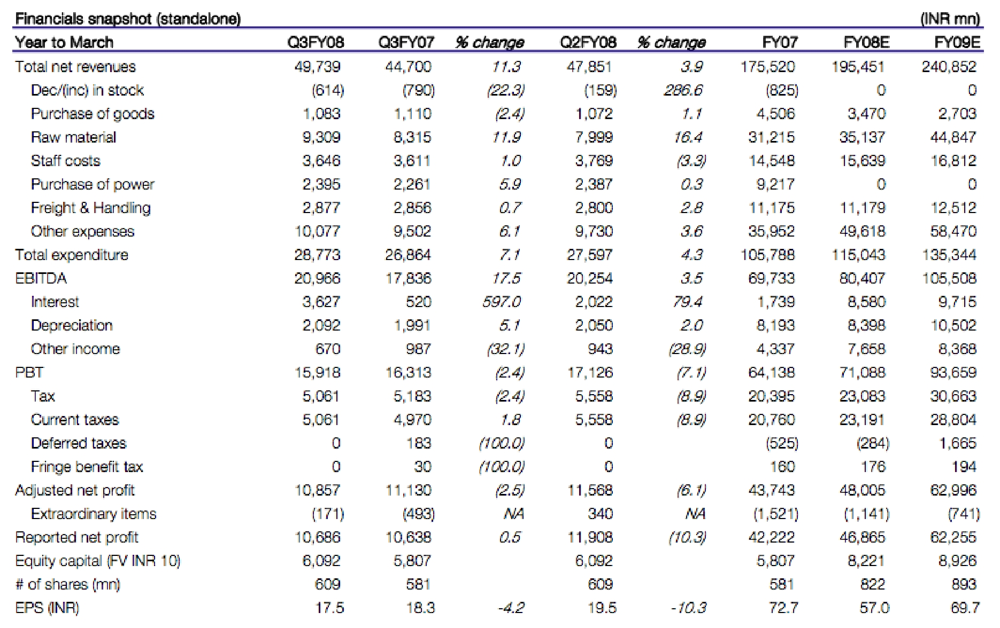 Financials snapshot (standalone) (INR mn)
Year to March Q3FY08 Q3FY07 % change Q2FY08 % change FY07 FY08E FY09E
Total net revenues 49,739 44,700 11.3 47,851 3.9 175,520 195,451 240,852
Dec/(inc) in stock (614) (790) (22.3) (159) 286.6 (825) 0 0
Purchase of goods 1,083 1,110 (2.4) 1,072 1.1 4,506 3,470 2,703
Raw material 9,309 8,315 11.9 7,999 16.4 31,215 35,137 44,847
Staff costs 3,646 3,611 1.0 3,769 (3.3) 14,548 15,639 16,812
Purchase of power 2,395 2,261 5.9 2,387 0.3 9,217 0 0
Freight & Handling 2,877 2,856 0.7 2,800 2.8 11,175 11,179 12,512
Other expenses 10,077 9,502 6.1 9,730 3.6 35,952 49,618 58,470
Total expenditure 28,773 26,864 7.1 27,597 4.3 105,788 115,043 135,344
EBITDA 20,966 17,836 17.5 20,254 3.5 69,733 80,407 105,508
Interest 3,627 520 597.0 2,022 79.4 1,739 8,580 9,715
Depreciation 2,092 1,991 5.1 2,050 2.0 8,193 8,398 10,502
Other income 670 987 (32.1) 943 (28.9) 4,337 7,658 8,368
PBT 15,918 16,313 (2.4) 17,126 (7.1) 64,138 71,088 93,659
Tax 5,061 5,183 (2.4) 5,558 (8.9) 20,395 23,083 30,663
Current taxes 5,061 4,970 1.8 5,558 (8.9) 20,760 23,191 28,804
Deferred taxes 0 183 (100.0) 0 (525) (284) 1,665
Fringe benefit tax 0 30 (100.0) 0 160 176 194
Adjusted net profit 10,857 11,130 (2.5) 11,568 (6.1) 43,743 48,005 62,996
Extraordinary items (171) (493) NA 340 NA (1,521) (1,141) (741)
Reported net profit 10,686 10,638 0.5 11,908 (10.3) 42,222 46,865 62,255
Equity capital (FV INR 10) 6,092 5,807 6,092 5,807 8,221 8,926
# of shares (mn) 609 581 609 581 822 893
EPS (INR) 17.5 18.3 -4.2 19.5 -10.3 72.7 57.0 69.7